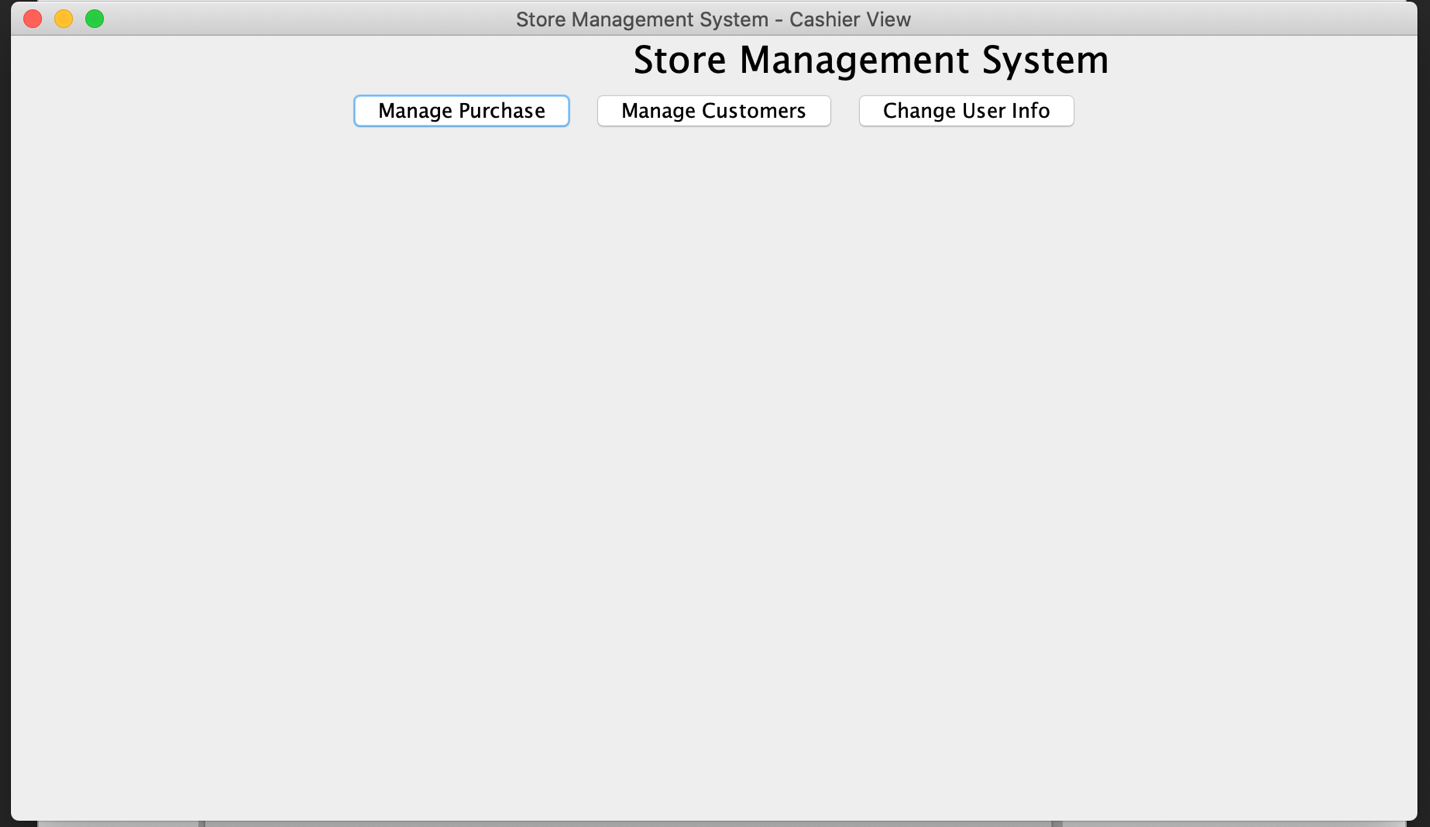 Store Management System - Cashier View
Store Management System
Manage Purchase Manage Customers Change User Info